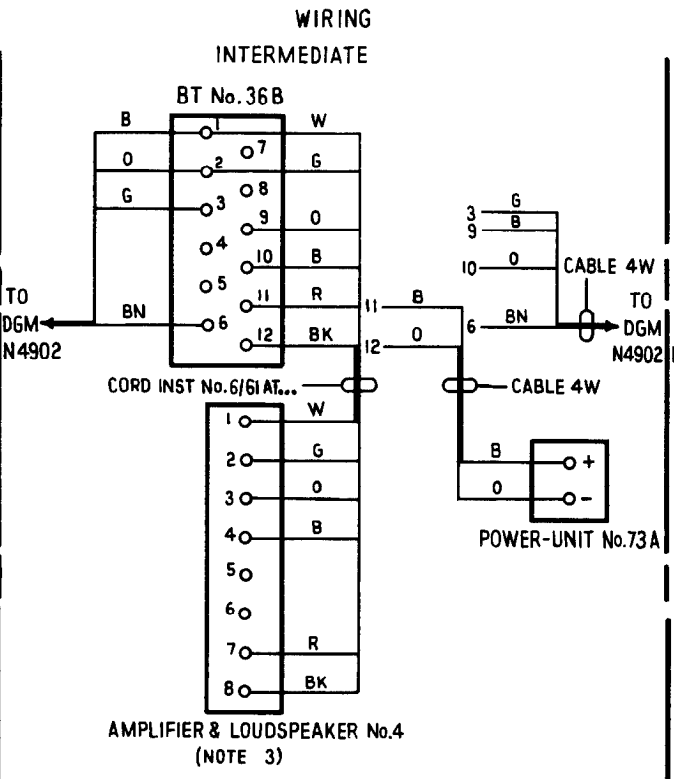 WIRING
INTERMEDIATE
BT No. 36B
B 1 W
7
O 2 G
8
G 3
9 O
4
10 B
5
11 R 11 B
BN 6
12 BK 12 O
TO
DGM
N4902
3 G
9 B
10 O
CABLE 4W
6 BN
TO
DGM
N4902
CORD INST No.6/61AT...
CABLE 4W
1 W
2 G
3 O
4 B
5
6
7 R
8 BK
B +
O -
POWER-UNIT No.73A
AMPLIFIER & LOUDSPEAKER No.4
(NOTE 3)